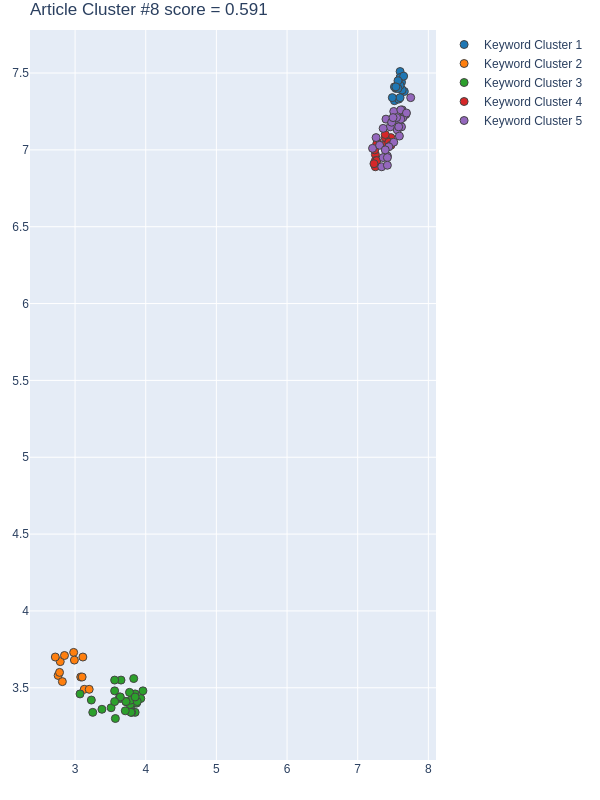 Article Cluster #8 score = 0.591
Keyword Cluster 1
Keyword Cluster 2
Keyword Cluster 3
Keyword Cluster 4
Keyword Cluster 5
7.5
7
6.5
6
5.5
5
4.5
4
3.5
3 4 5 6 7 8